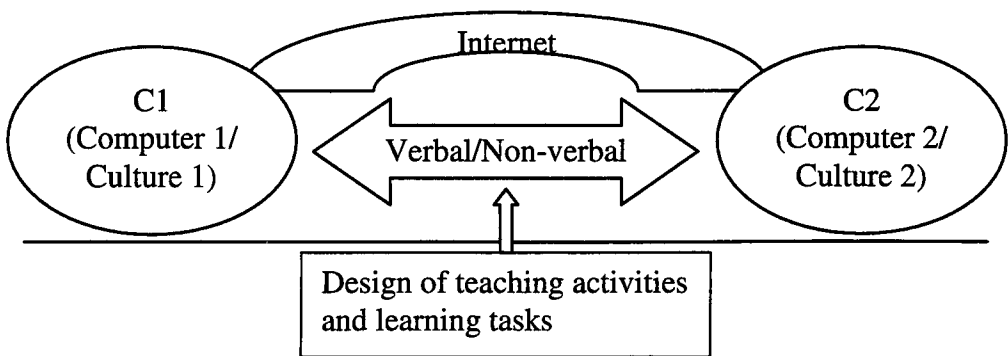 Internet
C1
(Computer 1/
Culture 1)
Verbal/Non-verbal
C2
(Computer 2/
Culture 2)
Design of teaching activities
and learning tasks